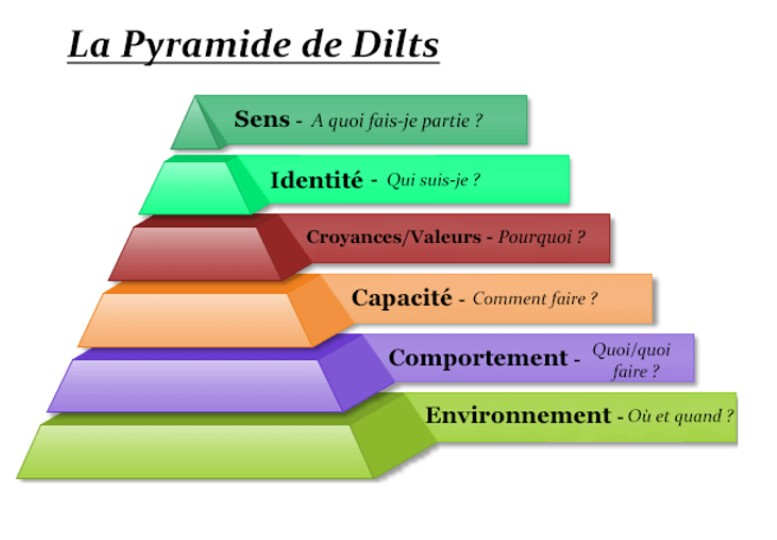 La Pyramide de Dilts
Sens - A quoi fais-je partie ?
Identité - Qui suis-je ?
Croyances/Valeurs - Pourquoi ?
Capacité - Comment faire ?
Comportement - Quoi/quoi
faire ?
Environnement - Où et quand ?